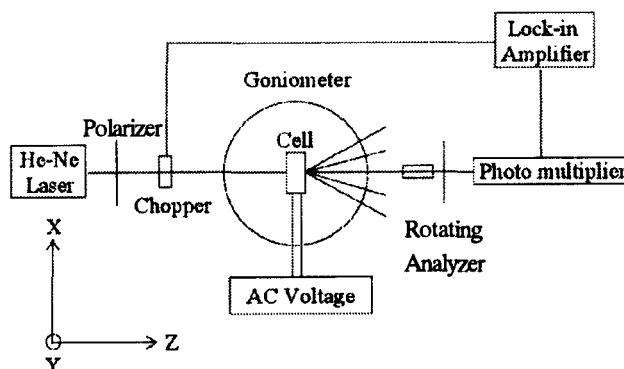 Lock-in
Amplifier
Goniometer
Polarizer
Cell
He-Ne
Laser
Chopper
Photo multiplier
Rotating
Analyzer
AC Voltage
X
Y
Z